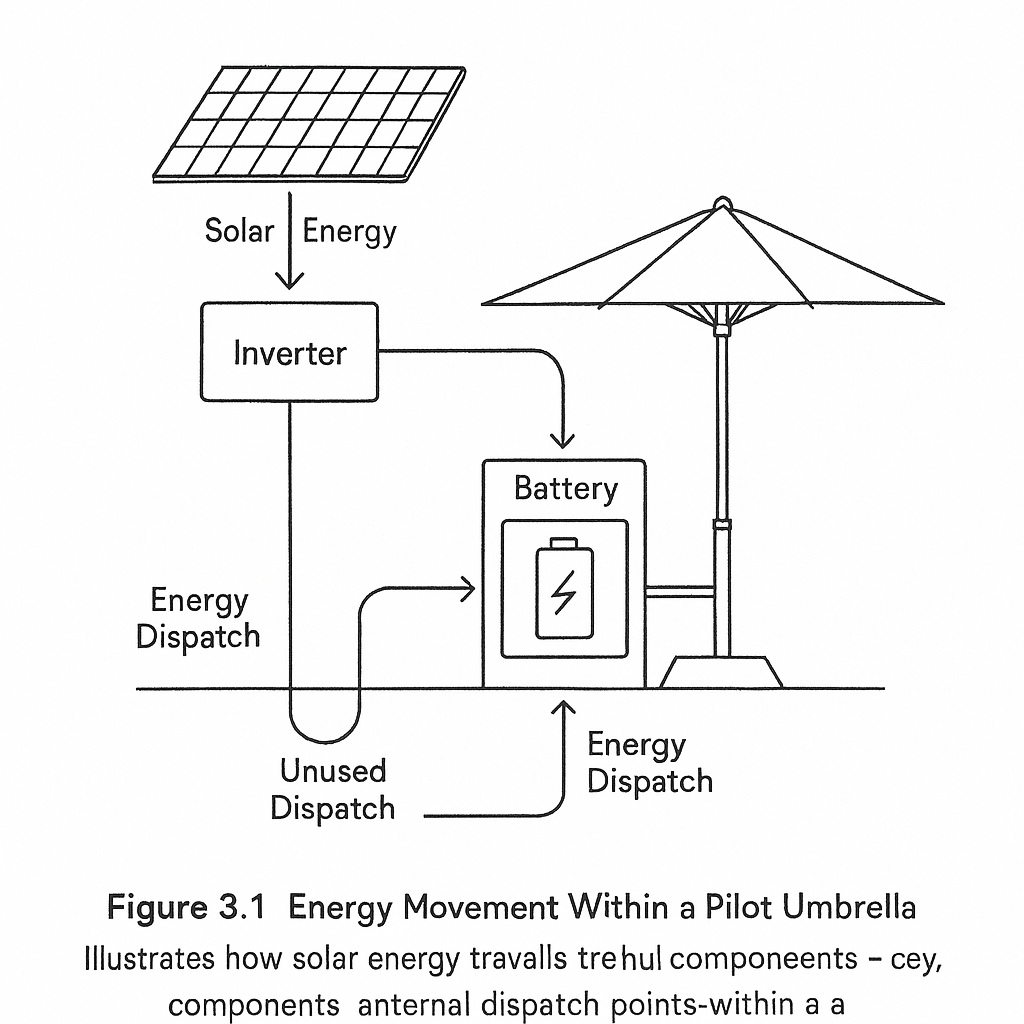 Solar Energy
Inverter
Battery
Energy
Dispatch
Unused
Dispatch
Energy
Dispatch
Figure 3.1 Energy Movement Within a Pilot Umbrella
Illustrates how solar energy travalls trehul componeents – cey,
components anternal dispatch points-within a a